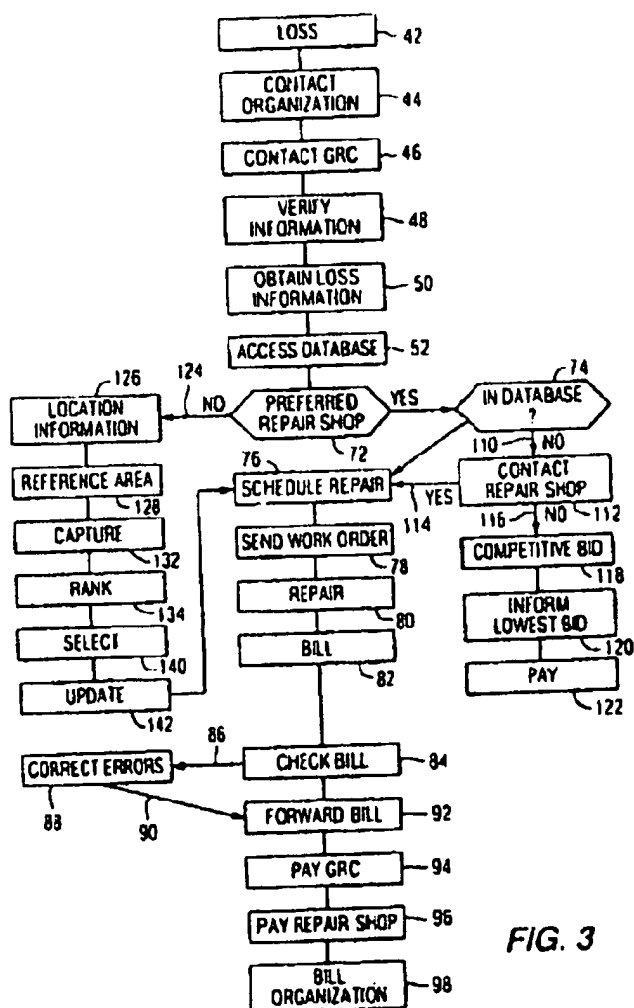 LOSS
42
CONTACT
ORGANIZATION
44
CONTACT GRC
46
VERIFY
INFORMATION
48
OBTAIN LOSS
INFORMATION
50
ACCESS DATABASE
52
PREFERRED
REPAIR SHOP
72
NO
YES
124
126
LOCATION
INFORMATION
REFERENCE AREA
128
CAPTURE
132
RANK
134
SELECT
140
UPDATE
142
74
IN DATABASE
?
110
NO
CONTACT
REPAIR SHOP
112
YES
114
116
NO
COMPETITIVE BID
118
INFORM
LOWEST BID
120
PAY
122
76
SCHEDULE REPAIR
SEND WORK ORDER
78
REPAIR
80
BILL
82
CHECK BILL
84
86
CORRECT ERRORS
88
90
FORWARD BILL
92
PAY GRC
94
PAY REPAIR SHOP
96
BILL
ORGANIZATION
98
FIG. 3